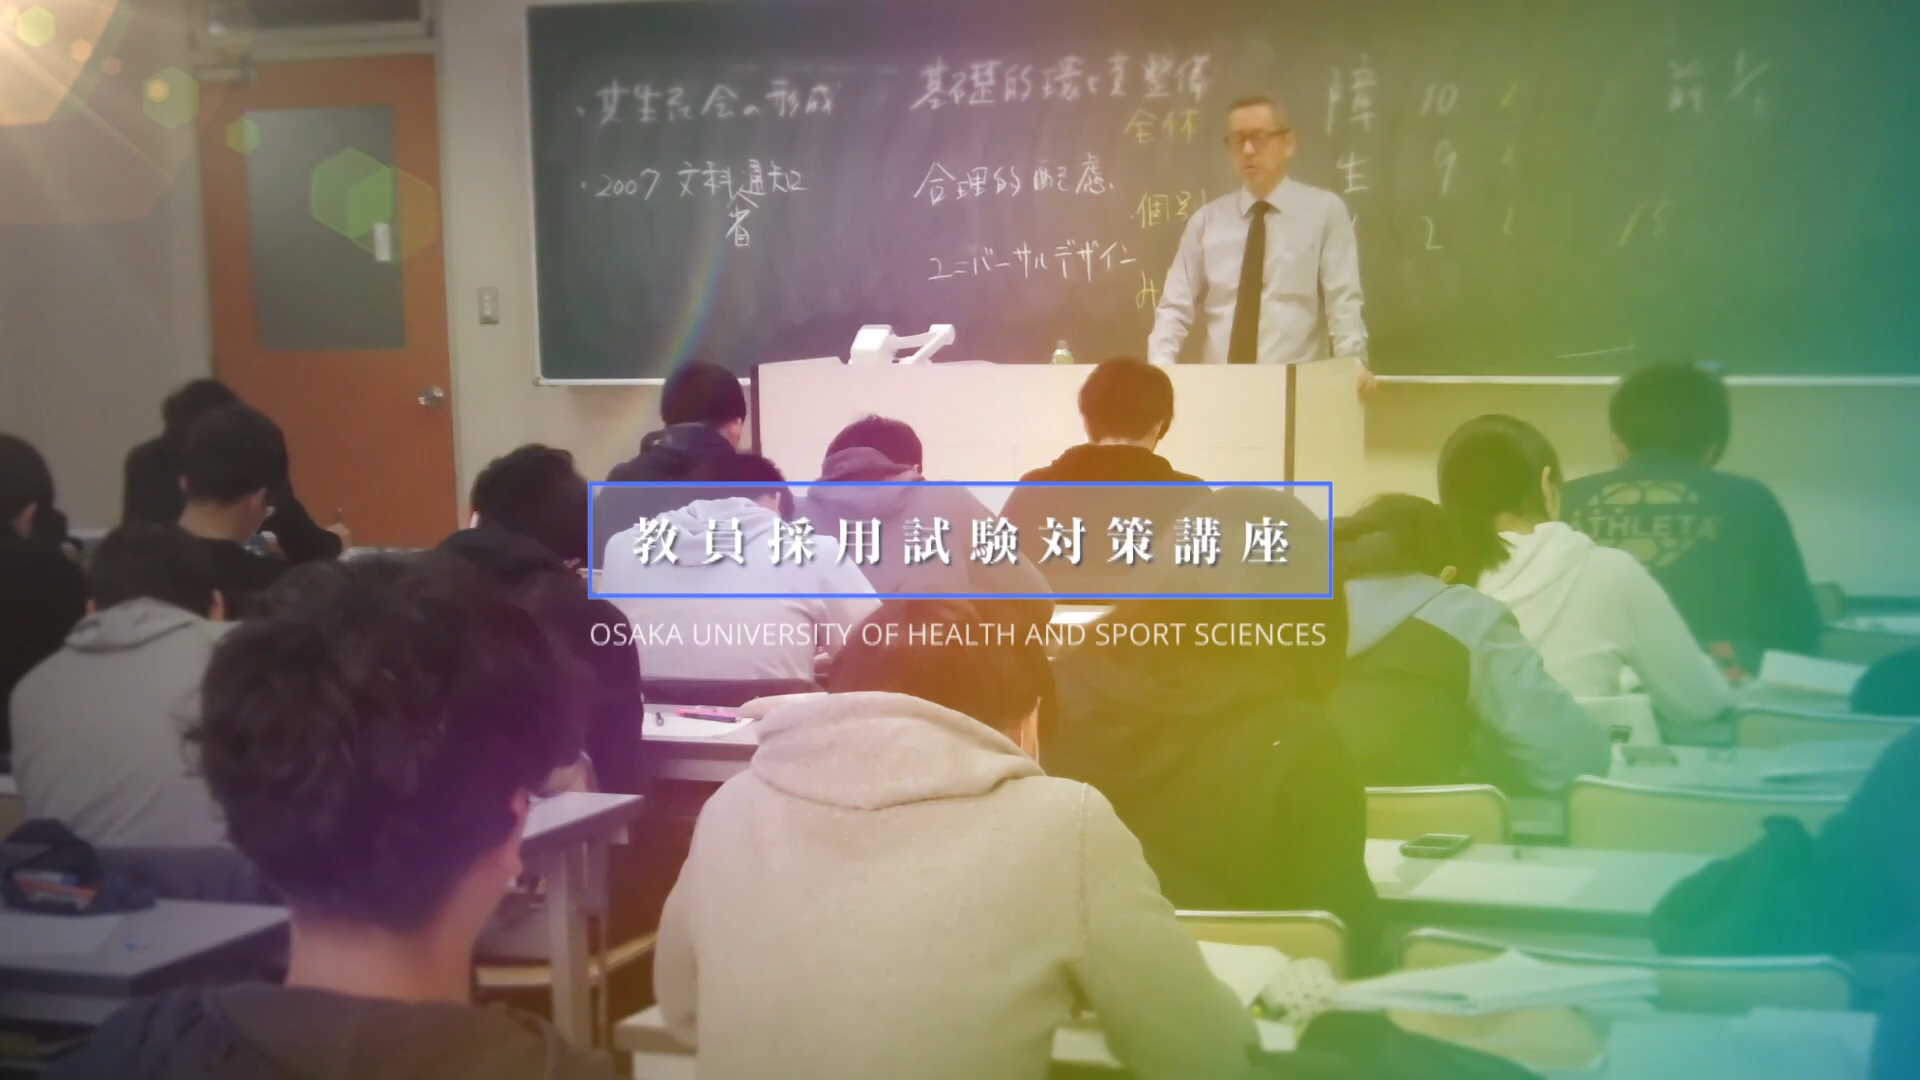 ・共生社会の形成
・2007 文科省通知
基礎的環境整備
全体
合理的配慮
・個別
ユニバーサルデザイン
み
障 10
生 9
2
15
ATHLETA
教員採用試験対策講座
OSAKA UNIVERSITY OF HEALTH AND SPORT SCIENCES